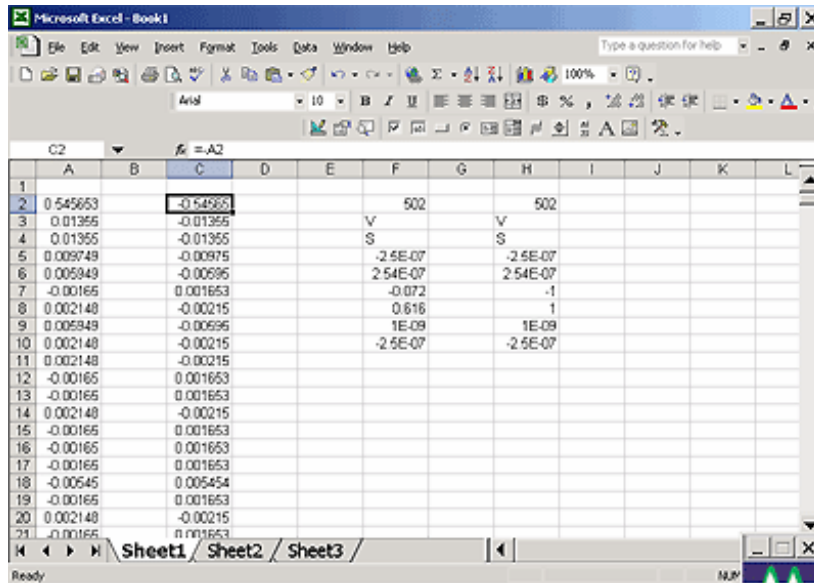 Microsoft Excel - Book1
File Edit View Insert Format Tools Data Window Help Type a question for help
100%
Arial 10 B I U $ % ,
C2 fx =-A2
A B C D E F G H I J K L
1
2 0.545653 -0.54565 502 502
3 0.01355 -0.01355 V V
4 0.01355 -0.01355 S S
5 0.009749 -0.00975 -2.5E-07 -2.5E-07
6 0.005949 -0.00595 2.54E-07 2.54E-07
7 -0.00165 0.001653 -0.072 -1
8 0.002148 -0.00215 0.616 1
9 0.005949 -0.00595 1E-09 1E-09
10 0.002148 -0.00215 -2.5E-07 -2.5E-07
11 0.002148 -0.00215
12 -0.00165 0.001653
13 -0.00165 0.001653
14 0.002148 -0.00215
15 -0.00165 0.001653
16 -0.00165 0.001653
17 -0.00165 0.001653
18 -0.00545 0.005454
19 -0.00165 0.001653
20 0.002148 -0.00215
21 -0.00165 0.001653
Sheet1 Sheet2 Sheet3
Ready NUM